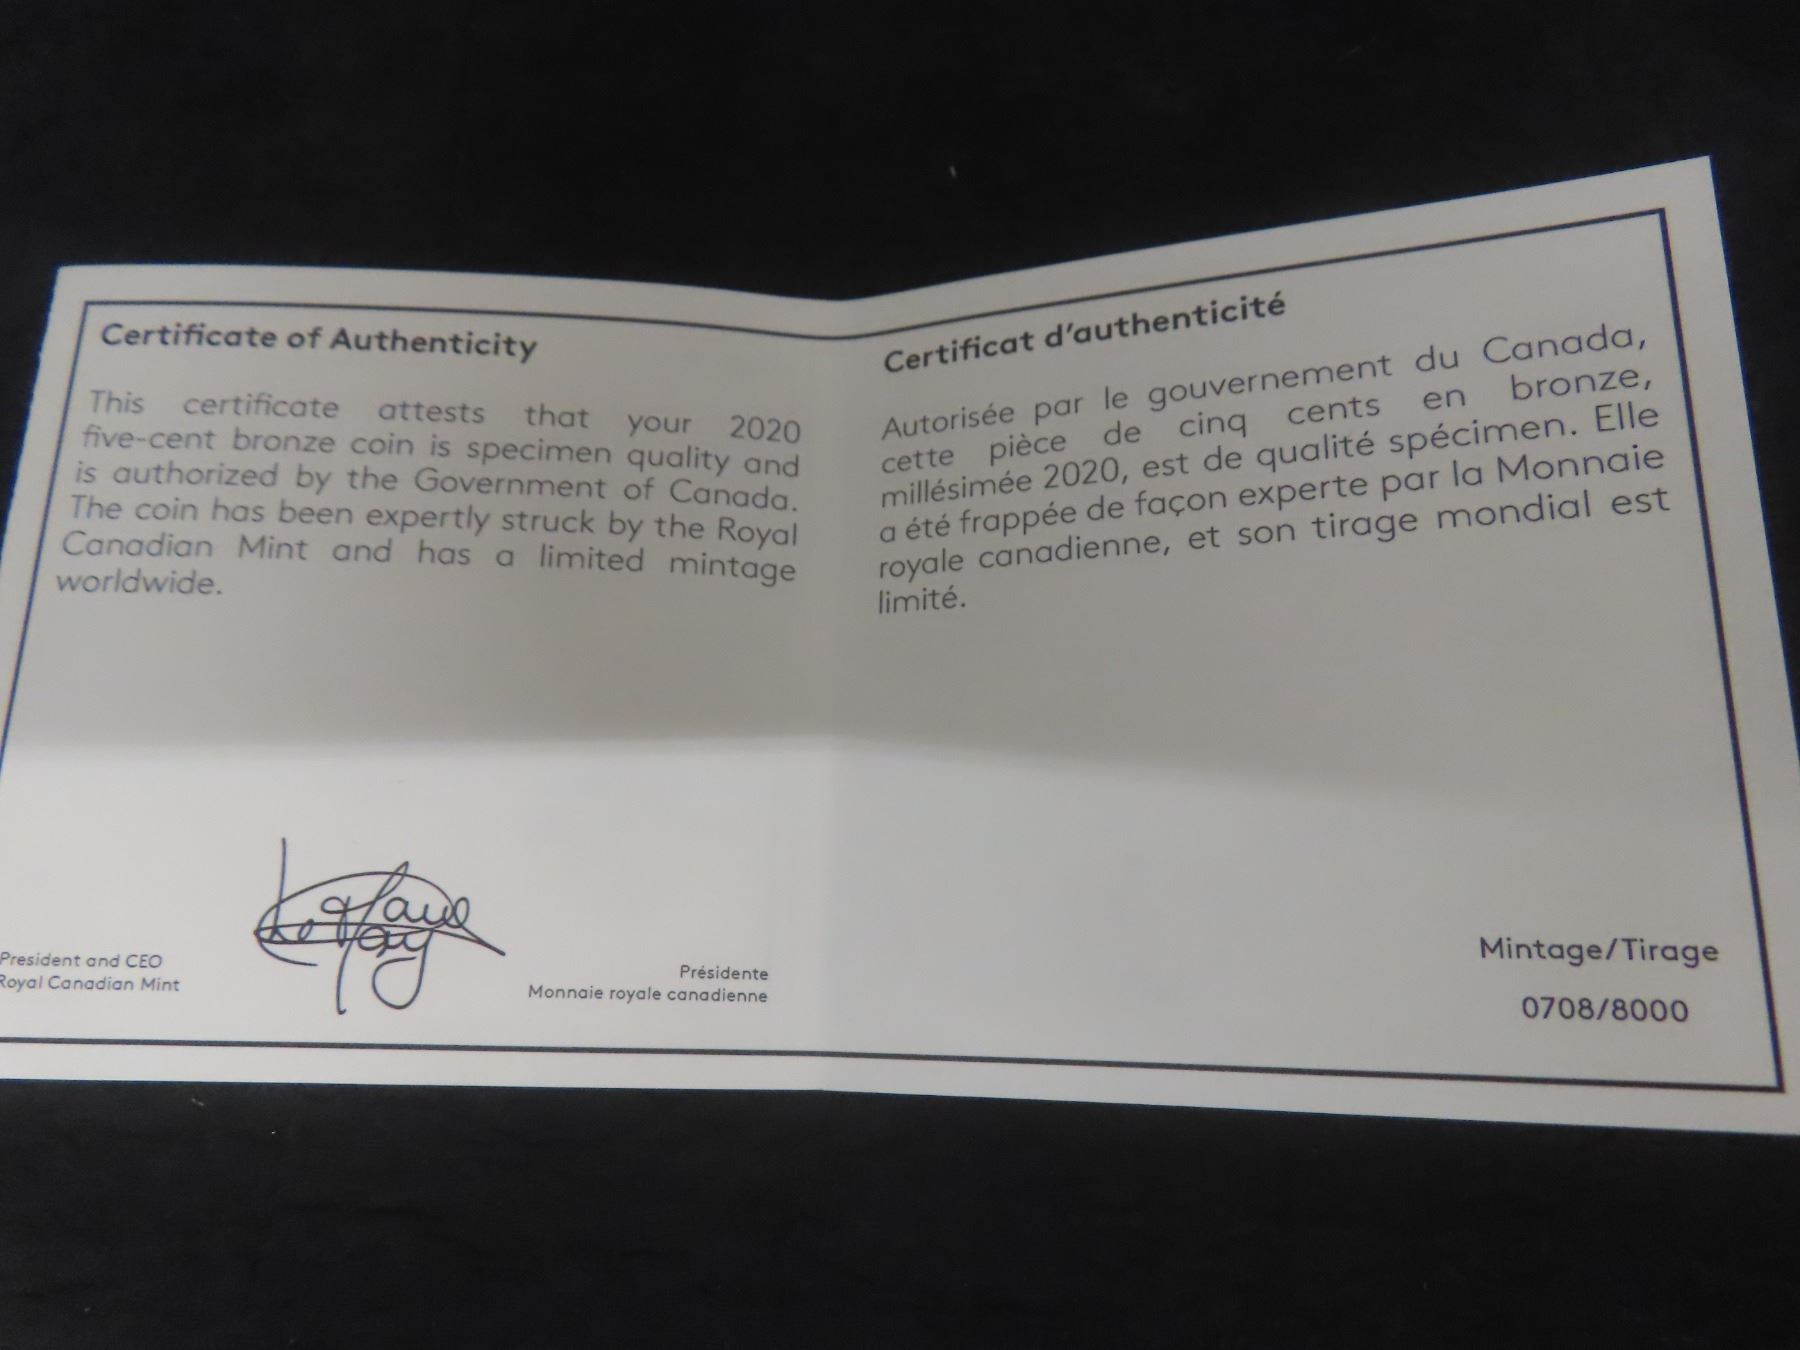 Certificate of Authenticity
This certificate attests that your 2020
five-cent bronze coin is specimen quality and
is authorized by the Government of Canada.
The coin has been expertly struck by the Royal
Canadian Mint and has a limited mintage
worldwide.
President and CEO
Royal Canadian Mint
Présidente
Monnaie royale canadienne
Certificat d'authenticité
Autorisée par le gouvernement du Canada,
cette pièce de cinq cents en bronze,
millésimée 2020, est de qualité spécimen. Elle
a été frappée de façon experte par la Monnaie
royale canadienne, et son tirage mondial est
limité.
Mintage/Tirage
0708/8000